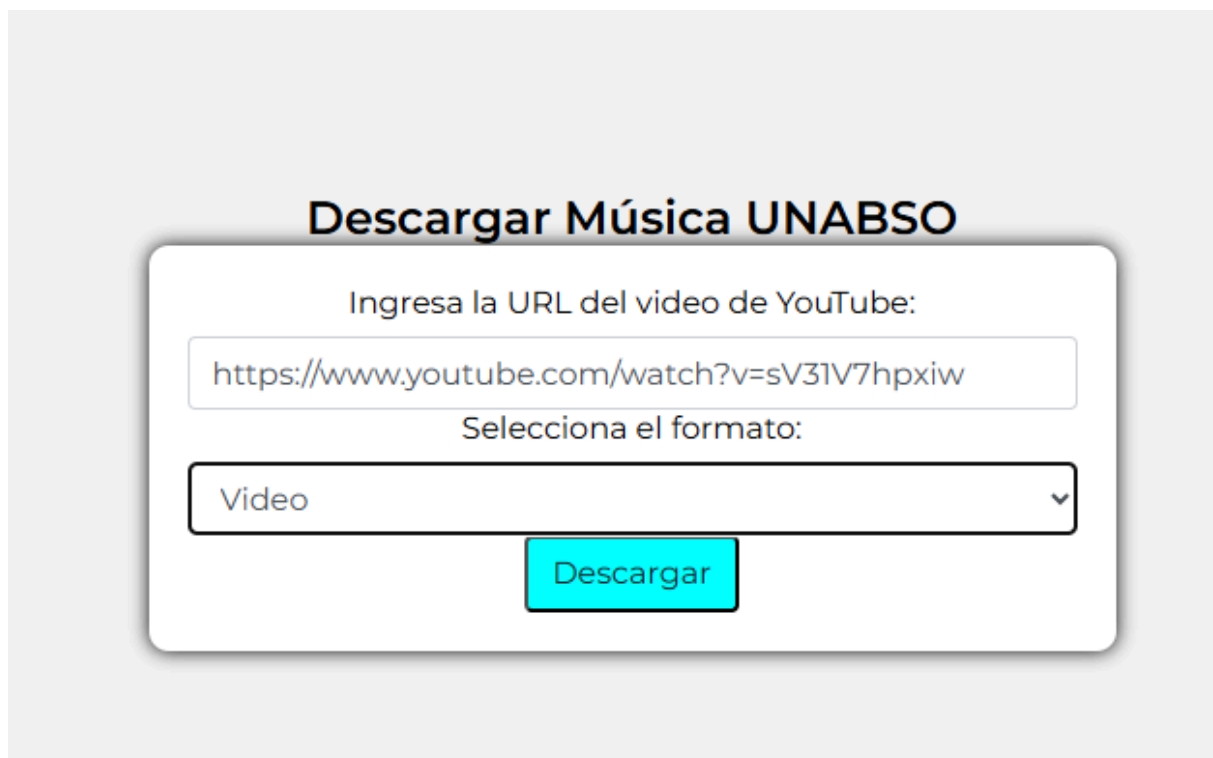 Descargar Música UNABSO
Ingresa la URL del video de YouTube:
https://www.youtube.com/watch?v=sV31V7hpxiw
Selecciona el formato:
Video
Descargar